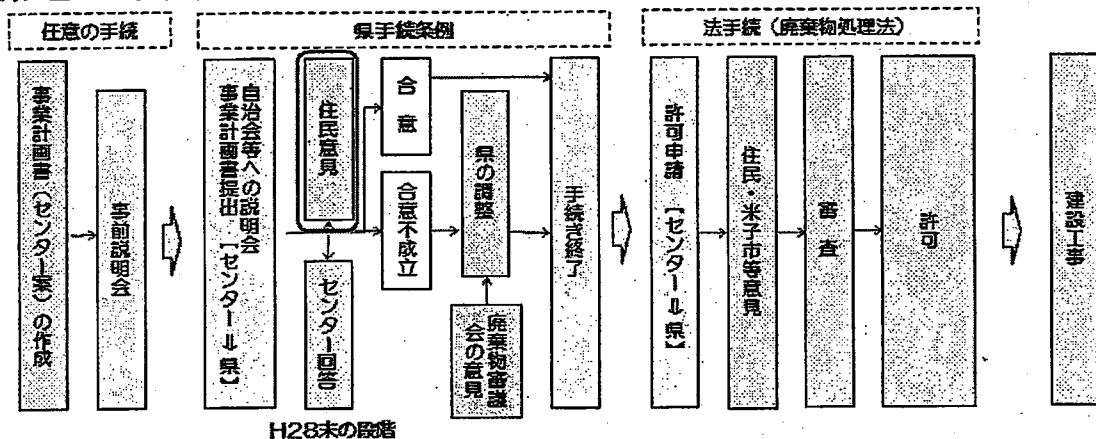 任意の手続
県手続条例
法手続（廃棄物処理法）
事業計画書（センター案）の作成
事前説明会
自治会等への説明会
事業計画書提出 【センター⇒県】
住民意見
センター回答
合意
合意不成立
県の調整
廃棄物審議
会の意見
手続き終了
許可申請 【センター⇒県】
住民・米子市等意見
審査
許可
建設工事
H28末の段階